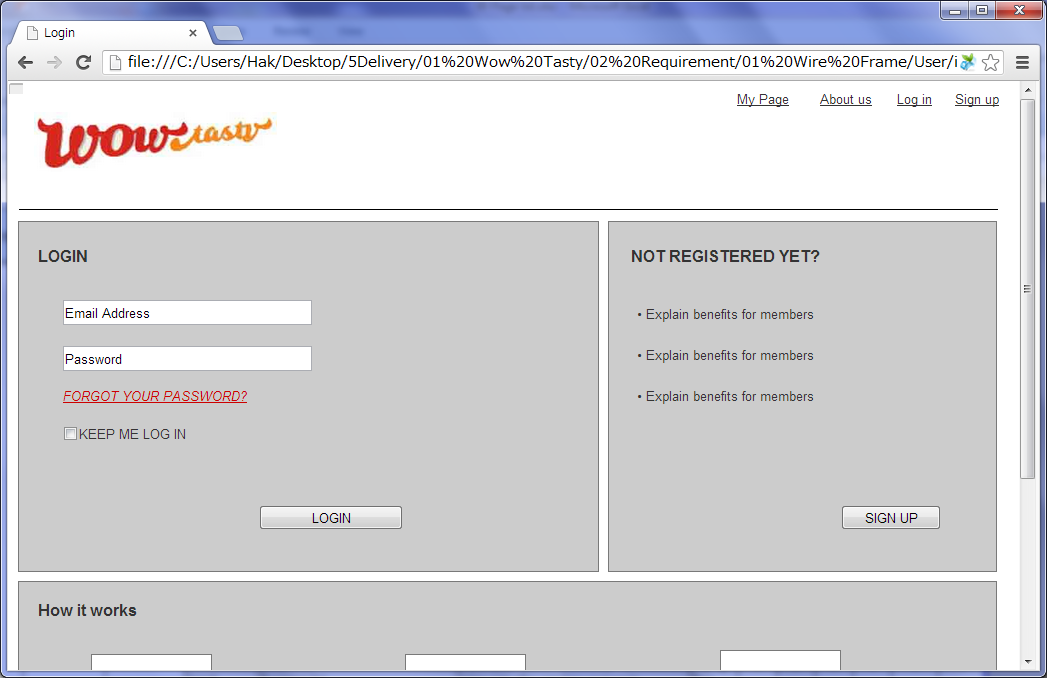 Login
file:///C:/Users/Hak/Desktop/5Delivery/01%20Wow%20Tasty/02%20Requirement/01%20Wire%20Frame/User/i
My Page About us Log in Sign up
wow tasty
LOGIN
Email Address
Password
FORGOT YOUR PASSWORD?
KEEP ME LOG IN
LOGIN
NOT REGISTERED YET?
• Explain benefits for members
• Explain benefits for members
• Explain benefits for members
SIGN UP
How it works